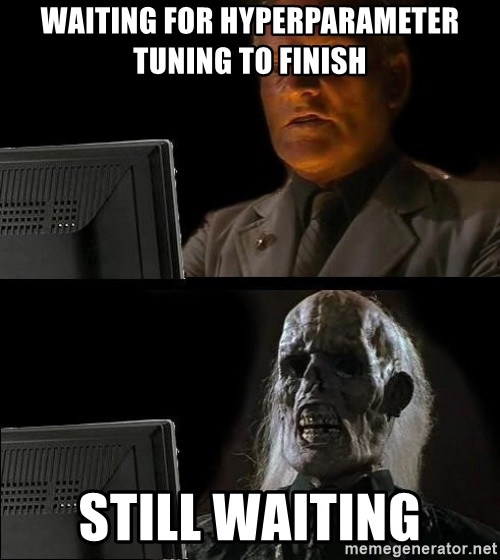 WAITING FOR HYPERPARAMETER
TUNING TO FINISH
STILL WAITING
memegenerator.net